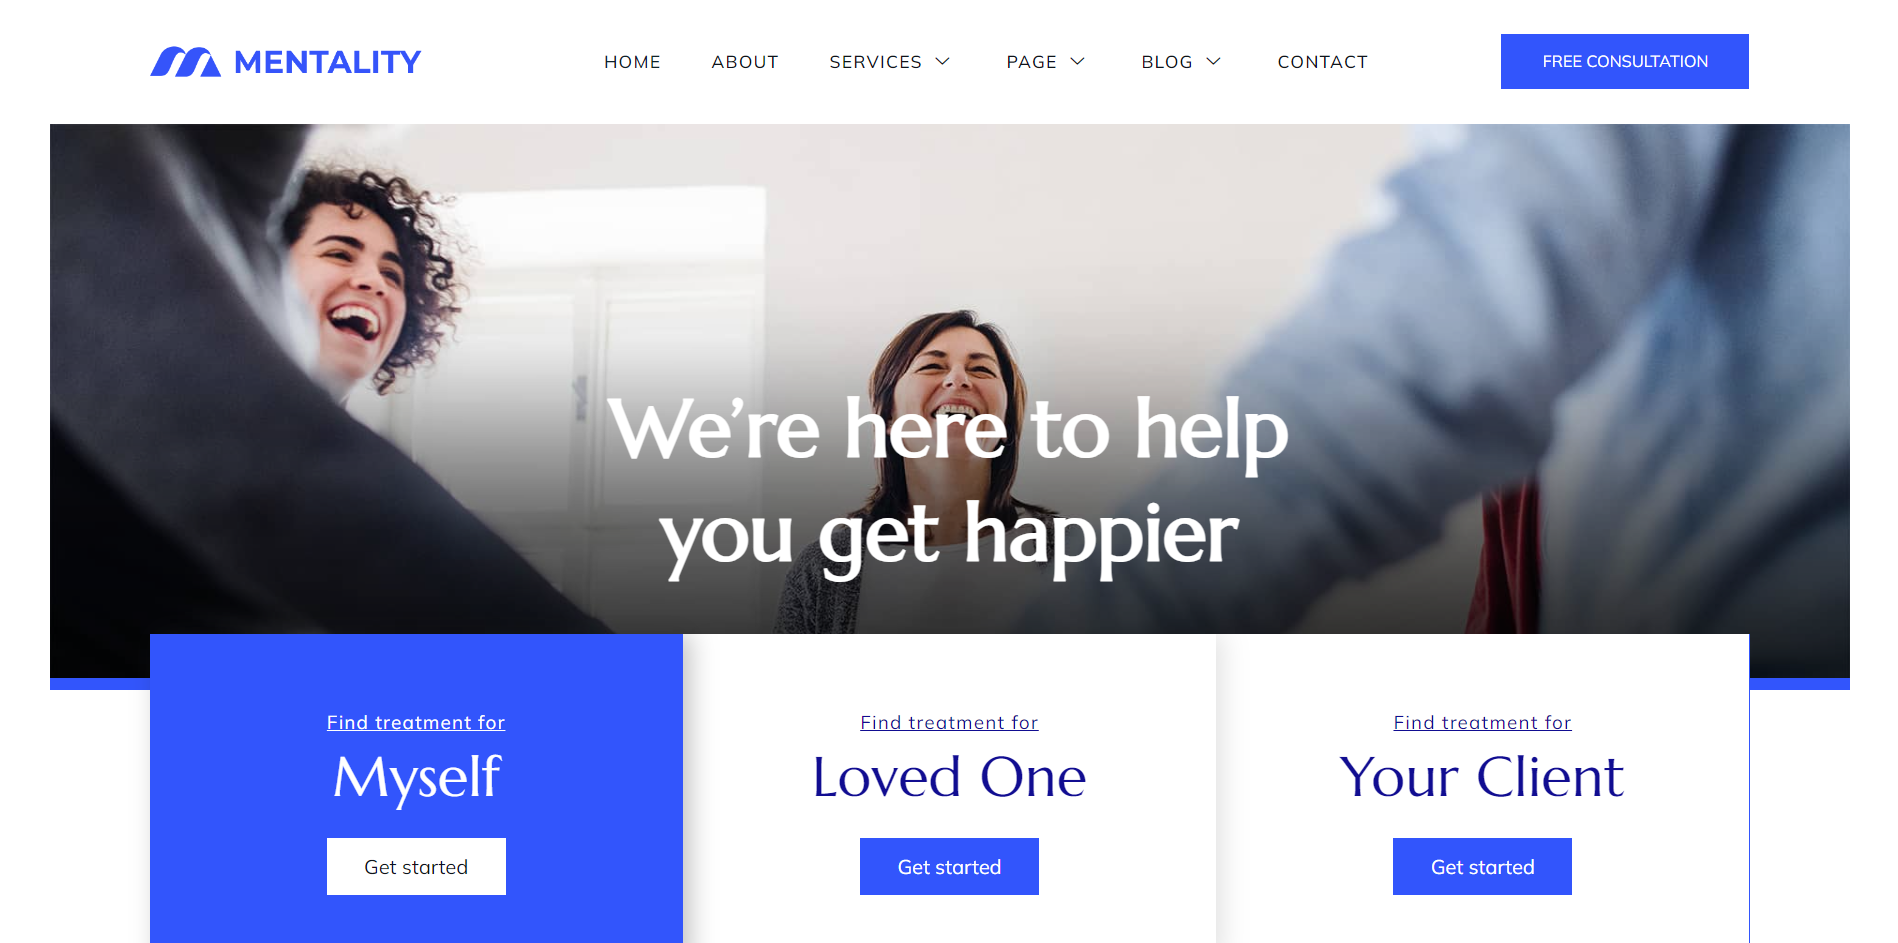 MENTALITY
HOME ABOUT SERVICES PAGE BLOG CONTACT
FREE CONSULTATION
We’re here to help
you get happier
Find treatment for
Myself
Get started
Find treatment for
Loved One
Get started
Find treatment for
Your Client
Get started